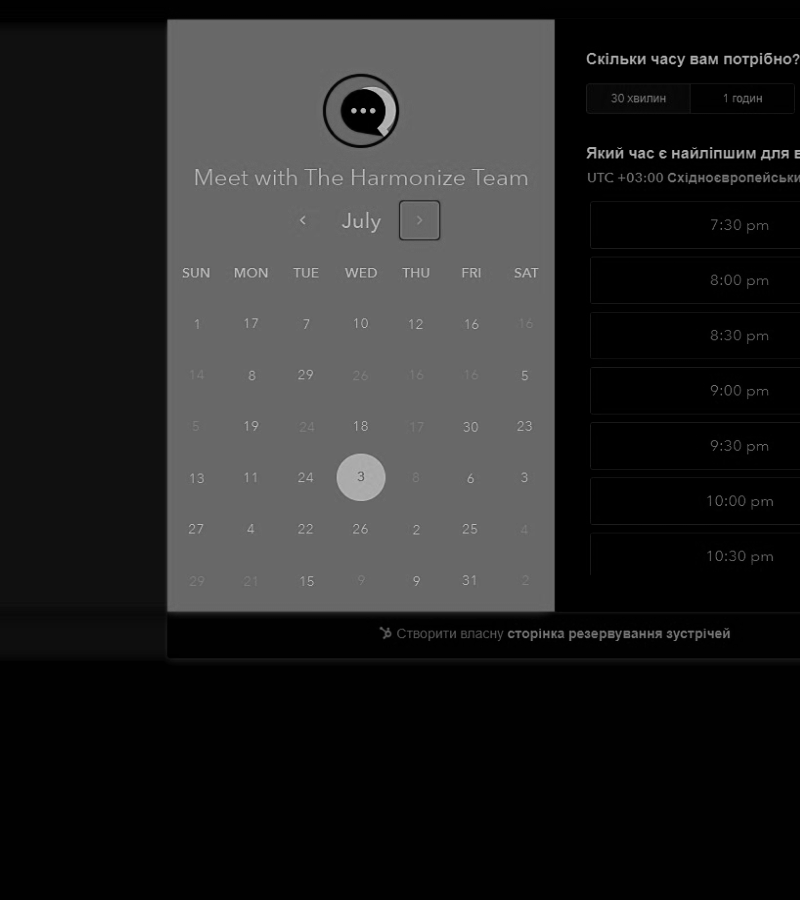 Meet with The Harmonize Team
July
SUN MON TUE WED THU FRI SAT
1 17 7 10 12 16 16
14 8 29 26 16 16 5
5 19 24 18 17 30 23
13 11 24 3 8 6 3
27 4 22 26 2 25 4
29 21 15 9 9 31 2
Скільки часу вам потрібно?
30 хвилин 1 годин
Який час є найліпшим для в
UTC +03:00 Східноєвропейськи
7:30 pm
8:00 pm
8:30 pm
9:00 pm
9:30 pm
10:00 pm
10:30 pm
Створити власну сторінка резервування зустрічей